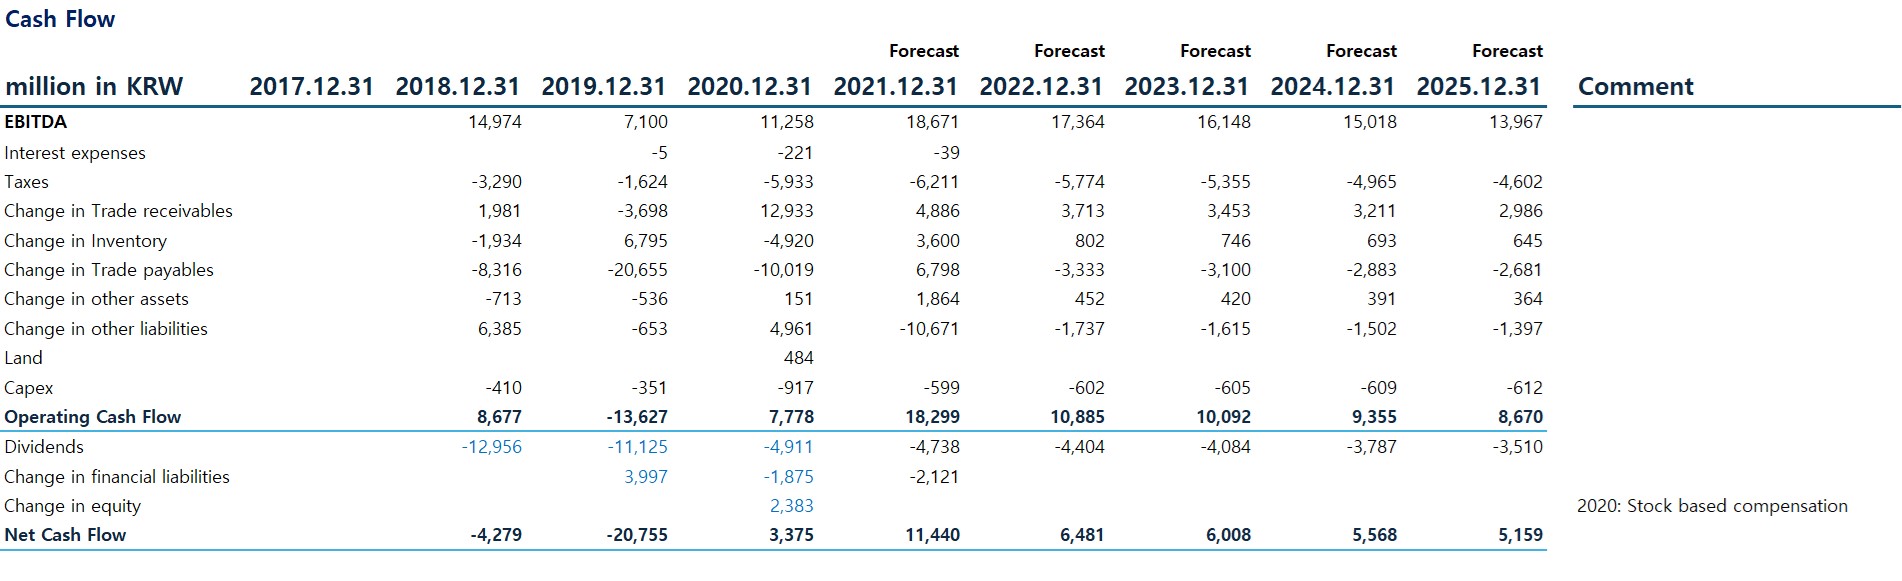 Cash Flow
Forecast Forecast Forecast Forecast Forecast
million in KRW 2017.12.31 2018.12.31 2019.12.31 2020.12.31 2021.12.31 2022.12.31 2023.12.31 2024.12.31 2025.12.31 Comment
EBITDA 14,974 7,100 11,258 18,671 17,364 16,148 15,018 13,967
Interest expenses -5 -221 -39
Taxes -3,290 -1,624 -5,933 -6,211 -5,774 -5,355 -4,965 -4,602
Change in Trade receivables 1,981 -3,698 12,933 4,886 3,713 3,453 3,211 2,986
Change in Inventory -1,934 6,795 -4,920 3,600 802 746 693 645
Change in Trade payables -8,316 -20,655 -10,019 6,798 -3,333 -3,100 -2,883 -2,681
Change in other assets -713 -536 151 1,864 452 420 391 364
Change in other liabilities 6,385 -653 4,961 -10,671 -1,737 -1,615 -1,502 -1,397
Land 484
Capex -410 -351 -917 -599 -602 -605 -609 -612
Operating Cash Flow 8,677 -13,627 7,778 18,299 10,885 10,092 9,355 8,670
Dividends -12,956 -11,125 -4,911 -4,738 -4,404 -4,084 -3,787 -3,510
Change in financial liabilities 3,997 -1,875 -2,121
Change in equity 2,383 2020: Stock based compensation
Net Cash Flow -4,279 -20,755 3,375 11,440 6,481 6,008 5,568 5,159